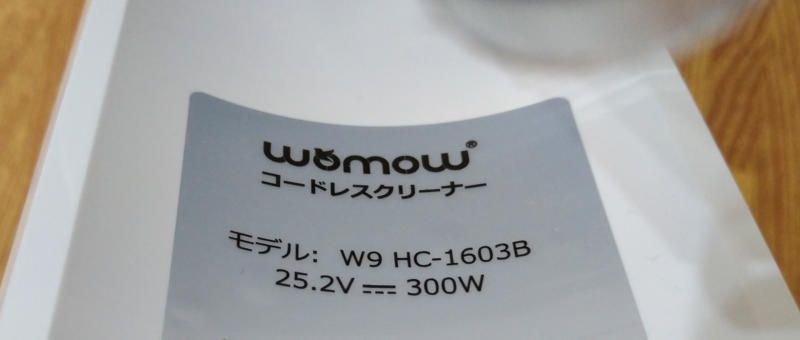 womow®
コードレスクリーナー
モデル: W9 HC-1603B
25.2V ⎓ 300W